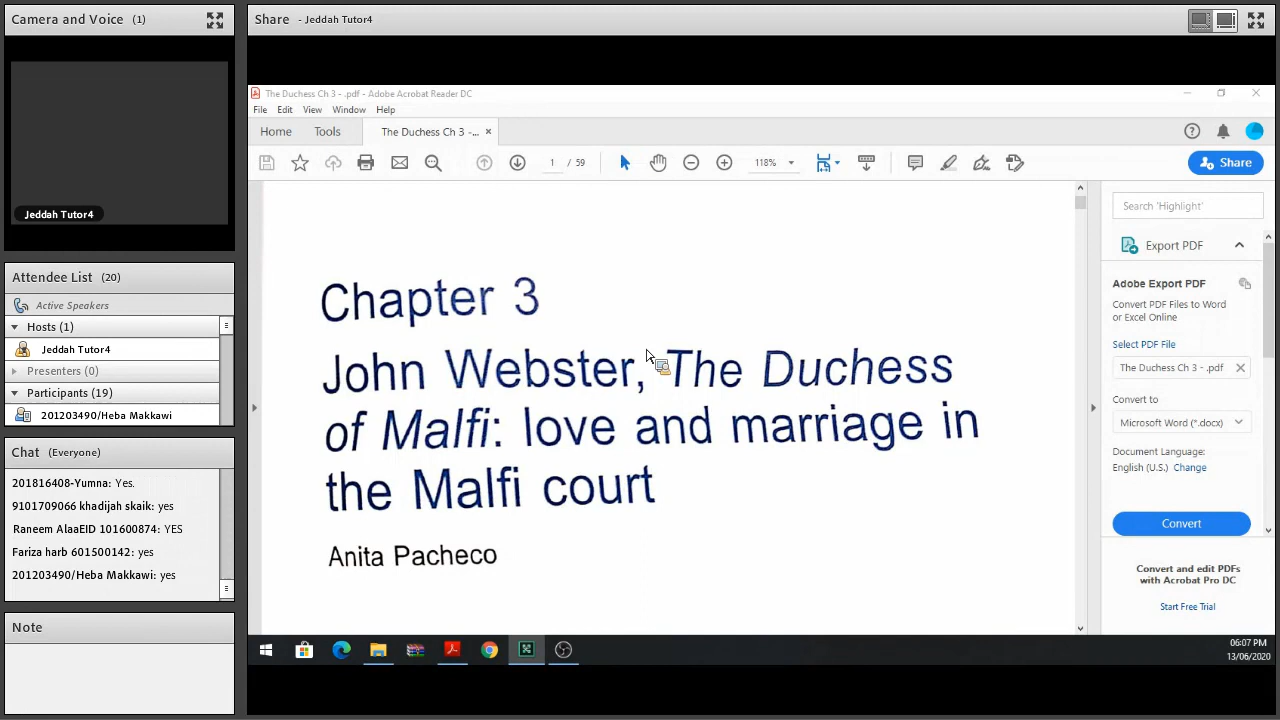 Camera and Voice (1)
Jeddah Tutor4
Attendee List (20)
Active Speakers
Hosts (1)
Jeddah Tutor4
Presenters (0)
Participants (19)
201203490/Heba Makkawi
Chat (Everyone)
201816408-Yumna: Yes.
9101709066 khadijah skaik: yes
Raneem AlaaEID 101600874: YES
Fariza harb 601500142: yes
201203490/Heba Makkawi: yes
Note
Share - Jeddah Tutor4
The Duchess Ch 3 - .pdf - Adobe Acrobat Reader DC
File Edit View Window Help
Home Tools The Duchess Ch 3 -... ×
1 / 59 118% Share
Chapter 3
John Webster, The Duchess
of Malfi: love and marriage in
the Malfi court
Anita Pacheco
Search 'Highlight'
Export PDF
Adobe Export PDF
Convert PDF Files to Word
or Excel Online
Select PDF File
The Duchess Ch 3 - .pdf
Convert to
Microsoft Word (*.docx)
Document Language:
English (U.S.) Change
Convert
Convert and edit PDFs
with Acrobat Pro DC
Start Free Trial
06:07 PM
13/06/2020